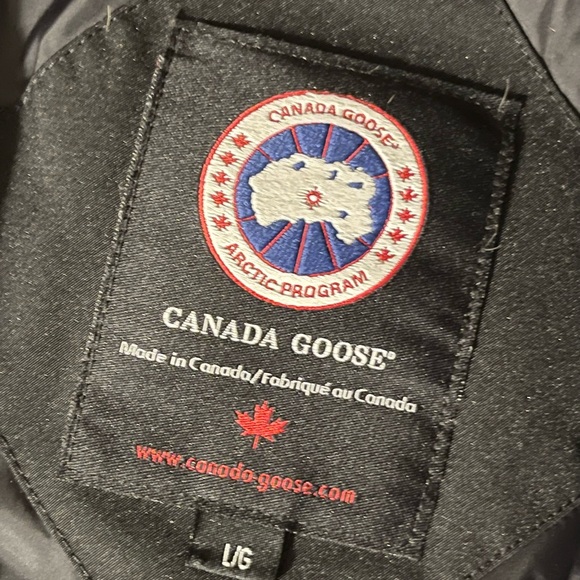 CANADA GOOSE®
ARCTIC PROGRAM
CANADA GOOSE®
Made in Canada/Fabriqué au Canada
www.canada-goose.com
L/G